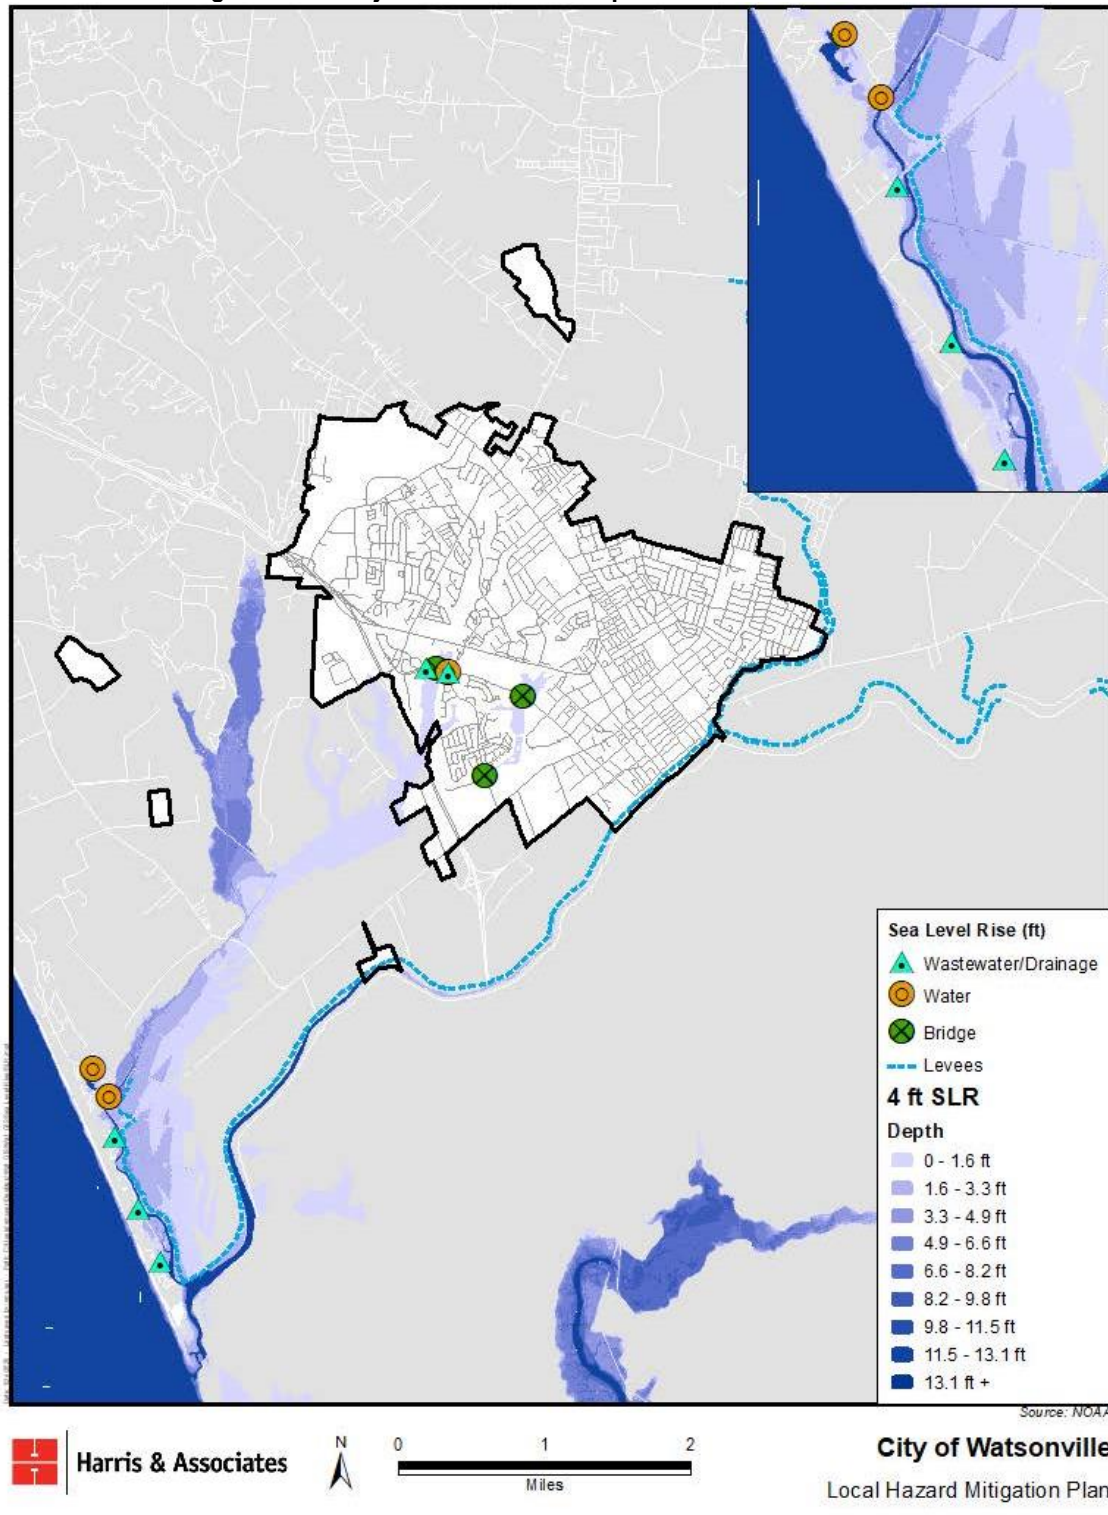 Sea Level Rise (ft)
Wastewater/Drainage
Water
Bridge
Levees
4 ft SLR
Depth
0 - 1.6 ft
1.6 - 3.3 ft
3.3 - 4.9 ft
4.9 - 6.6 ft
6.6 - 8.2 ft
8.2 - 9.8 ft
9.8 - 11.5 ft
11.5 - 13.1 ft
13.1 ft +
Source: NOAA
Harris & Associates
N
0 1 2
Miles
City of Watsonville
Local Hazard Mitigation Plan